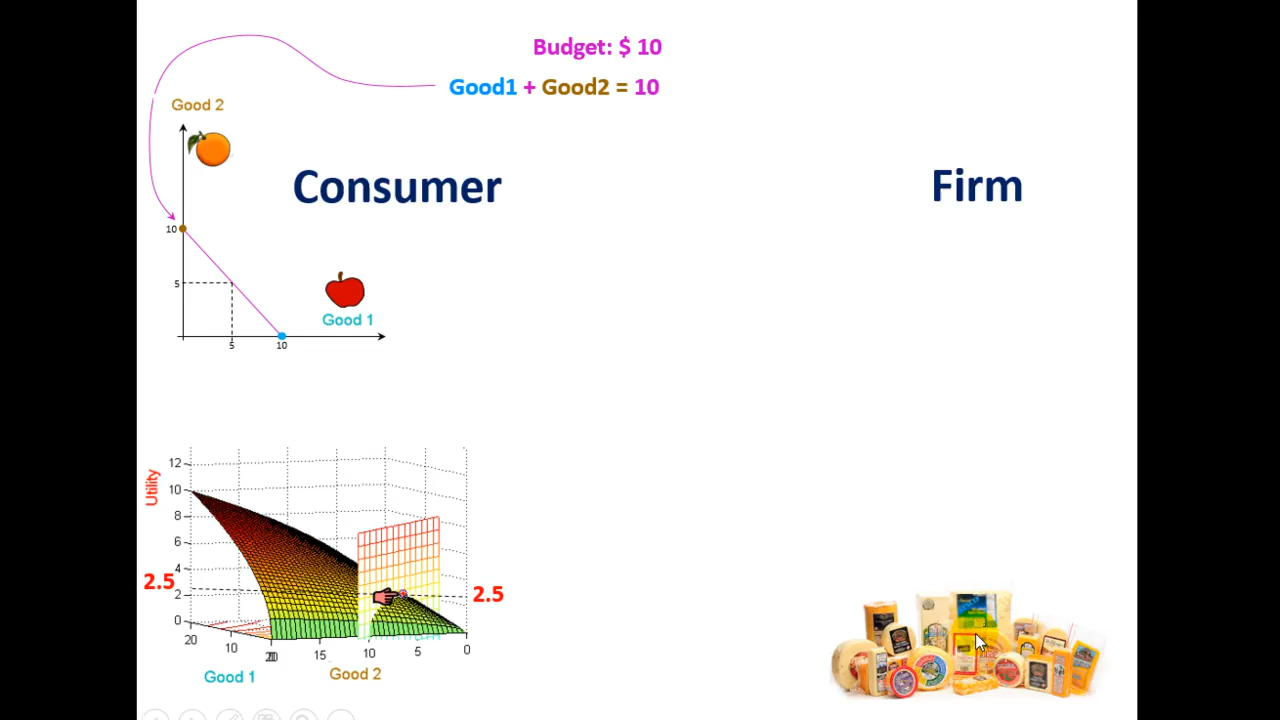 Budget: $ 10
Good1 + Good2 = 10
Good 2
Consumer
Firm
10
5
Good 1
5
10
Utility
12
10
8
6
4
2
0
2.5
2.5
20
10
15
10
5
0
Good 1
Good 2